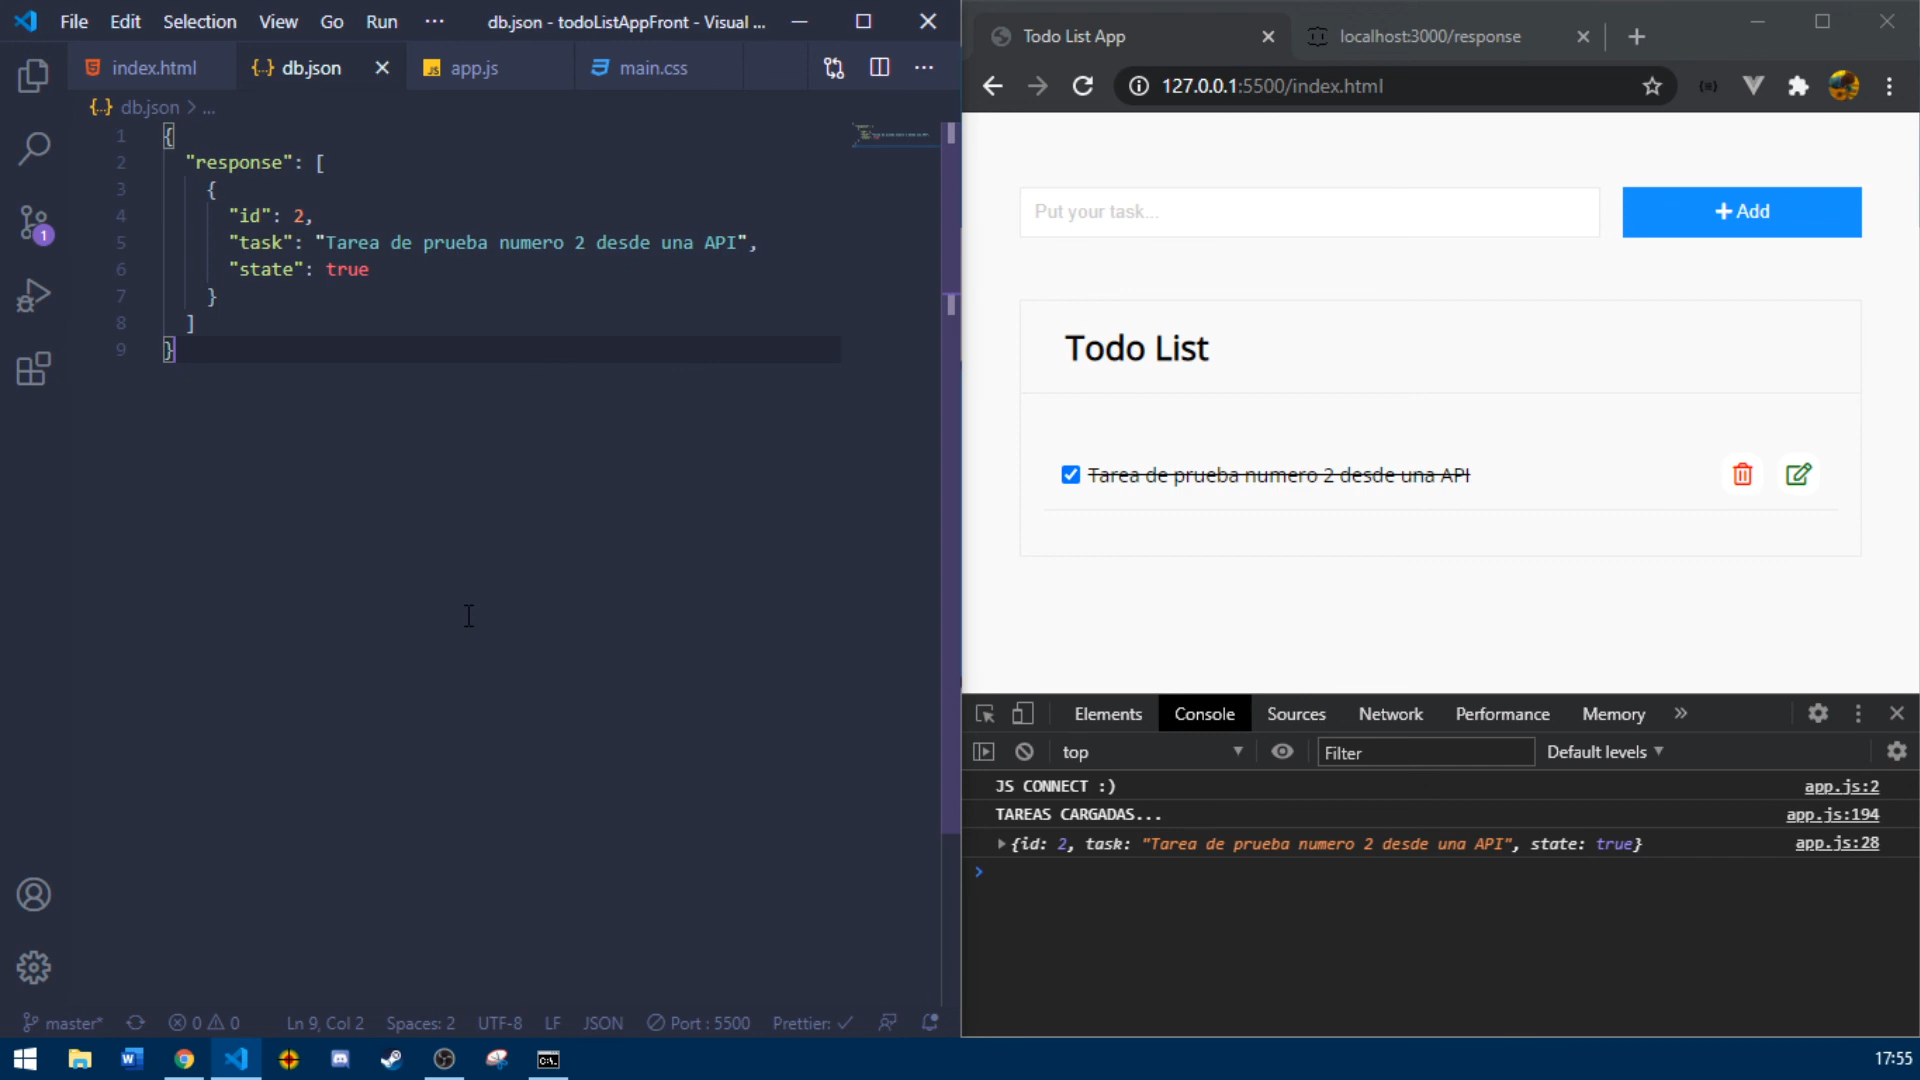 File Edit Selection View Go Run ··· db.json - todoListAppFront - Visual ...
index.html {..} db.json JS app.js main.css ···
{..} db.json > ...
1 {
2 "response": [
3 {
4 "id": 2,
5 "task": "Tarea de prueba numero 2 desde una API",
6 "state": true
7 }
8 ]
9 }
1
master* 0 0 Ln 9, Col 2 Spaces: 2 UTF-8 LF JSON Port : 5500 Prettier: ✓
Todo List App localhost:3000/response
127.0.0.1:5500/index.html
Put your task...
+ Add
Todo List
Tarea de prueba numero 2 desde una API
Elements Console Sources Network Performance Memory »
top Filter Default levels
JS CONNECT :) app.js:2
TAREAS CARGADAS... app.js:194
{id: 2, task: "Tarea de prueba numero 2 desde una API", state: true} app.js:28
17:55